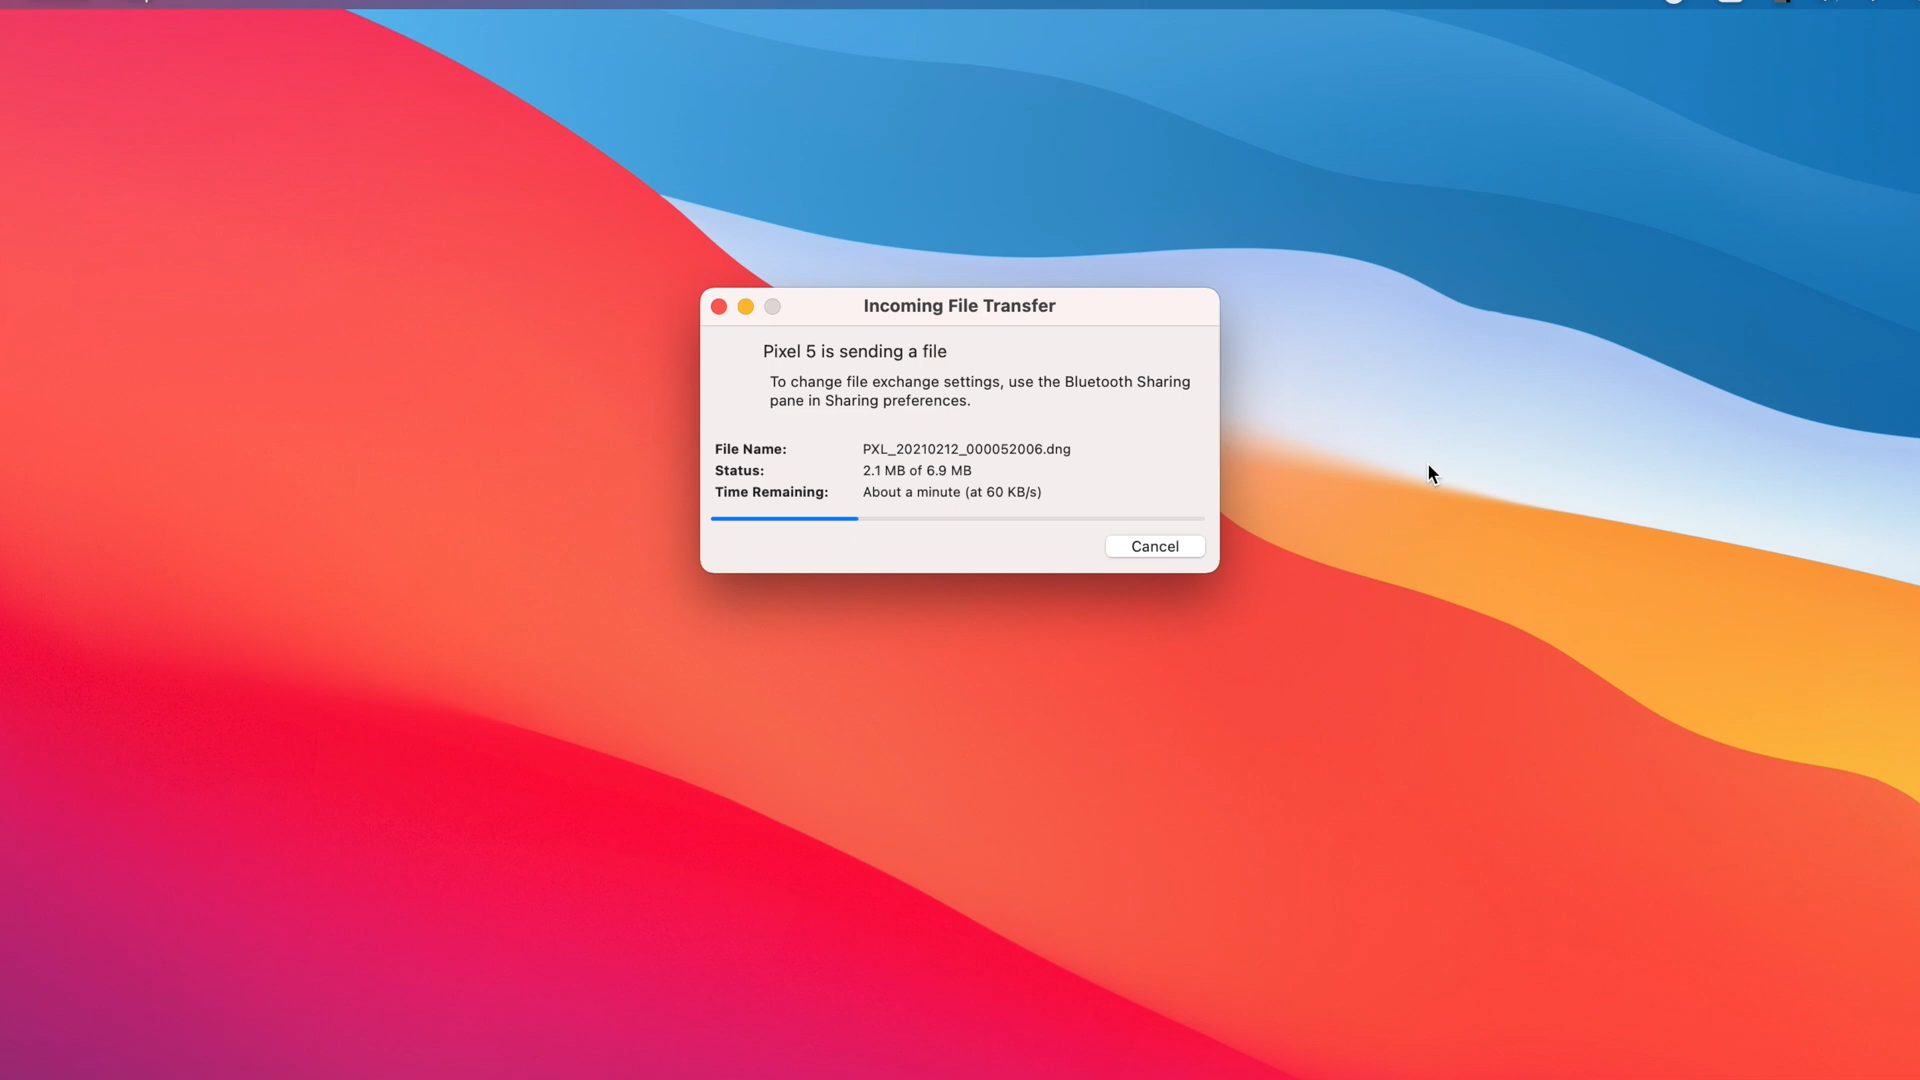 Incoming File Transfer
Pixel 5 is sending a file
To change file exchange settings, use the Bluetooth Sharing
pane in Sharing preferences.
File Name: PXL_20210212_000052006.dng
Status: 2.1 MB of 6.9 MB
Time Remaining: About a minute (at 60 KB/s)
Cancel